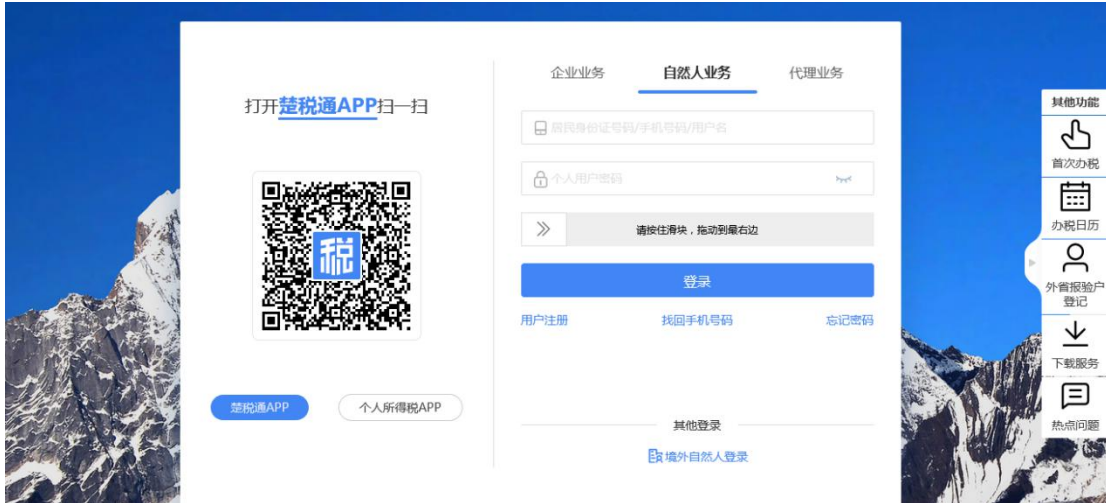 打开楚税通APP扫一扫
税
楚税通APP
个人所得税APP
企业业务
自然人业务
代理业务
居民身份证号码/手机号码/用户名
个人用户密码
请按住滑块，拖动到最右边
登录
用户注册
找回手机号码
忘记密码
其他登录
境外自然人登录
其他功能
首次办税
办税日历
外省报验户
登记
下载服务
热点问题